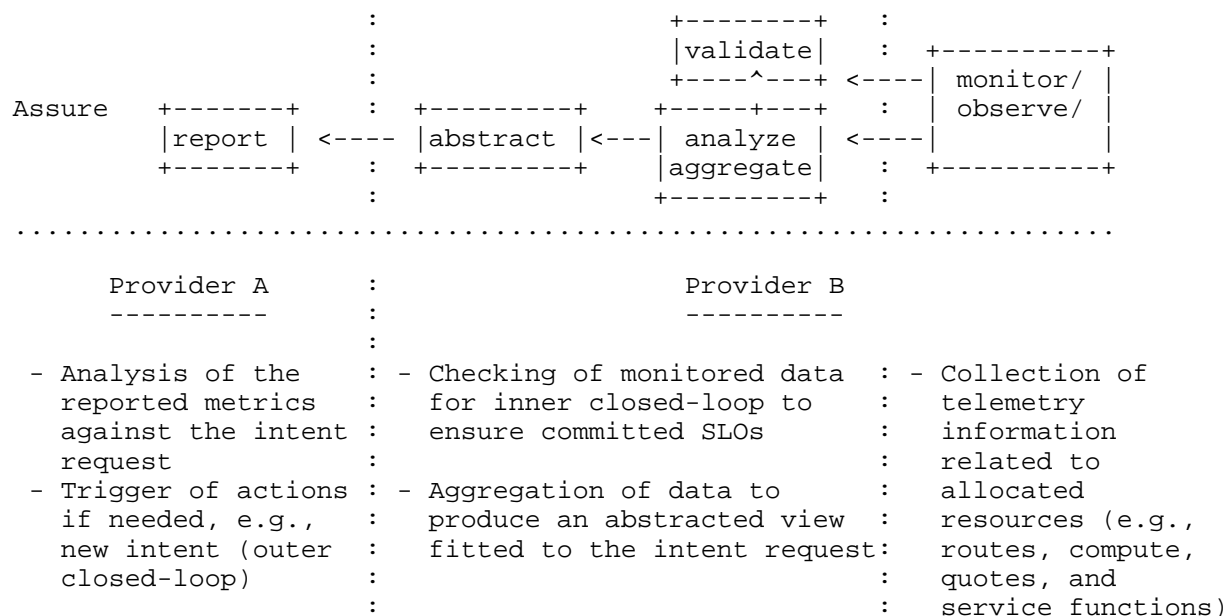 :                   +--------+   :
                       :                   |validate|   :  +----------+
                       :                   +----^---+ <----| monitor/ |
Assure   +-------+     :  +---------+     +-----+---+   :  | observe/ |
         |report | <---- |abstract |<---| analyze | <----|          |
         +-------+     :  +---------+     |aggregate|   :  +----------+
                       :                  +---------+   :
.......................................................................
      Provider A       :                    Provider B
      ----------       :                    ----------
                       :
 - Analysis of the     : - Checking of monitored data  : - Collection of
   reported metrics    :   for inner closed-loop to    :   telemetry
   against the intent  :   ensure committed SLOs       :   information
   request             :                               :   related to
 - Trigger of actions  : - Aggregation of data to      :   allocated
   if needed, e.g.,    :   produce an abstracted view  :   resources (e.g.,
   new intent (outer   :   fitted to the intent request:   routes, compute,
   closed-loop)        :                               :   quotes, and
                       :                               :   service functions)